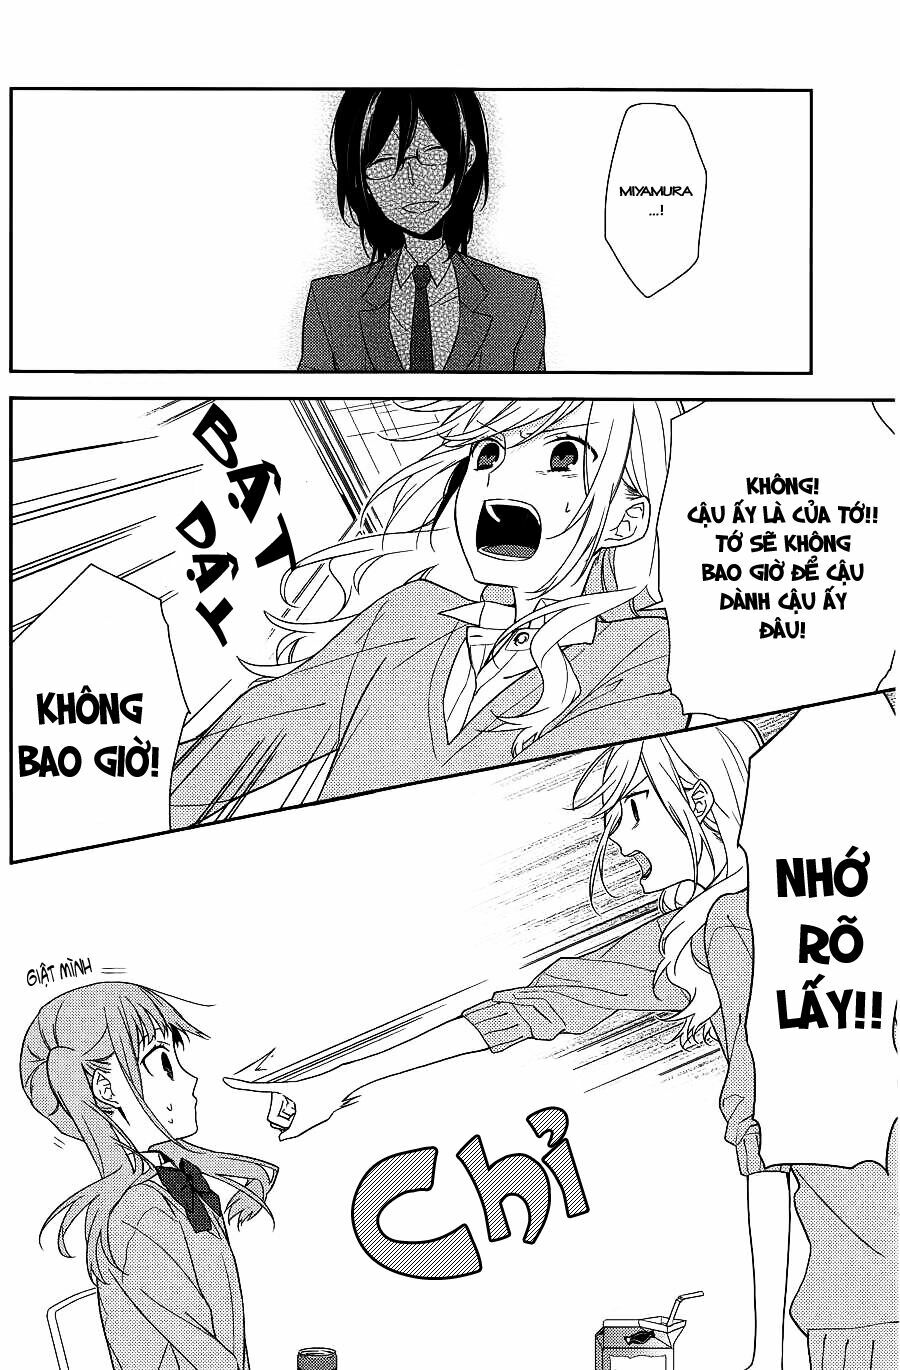 MIYAMURA
...!
KHÔNG!
CẬU ẤY LÀ CỦA TỚ!!
TỚ SẼ KHÔNG
BAO GIỜ ĐỂ CẬU
DÀNH CẬU ẤY
ĐÂU!
BẬT
DẬY
KHÔNG
BAO GIỜ!
NHỚ
RÕ
LẤY!!
GIẬT MÌNH
Chỉ